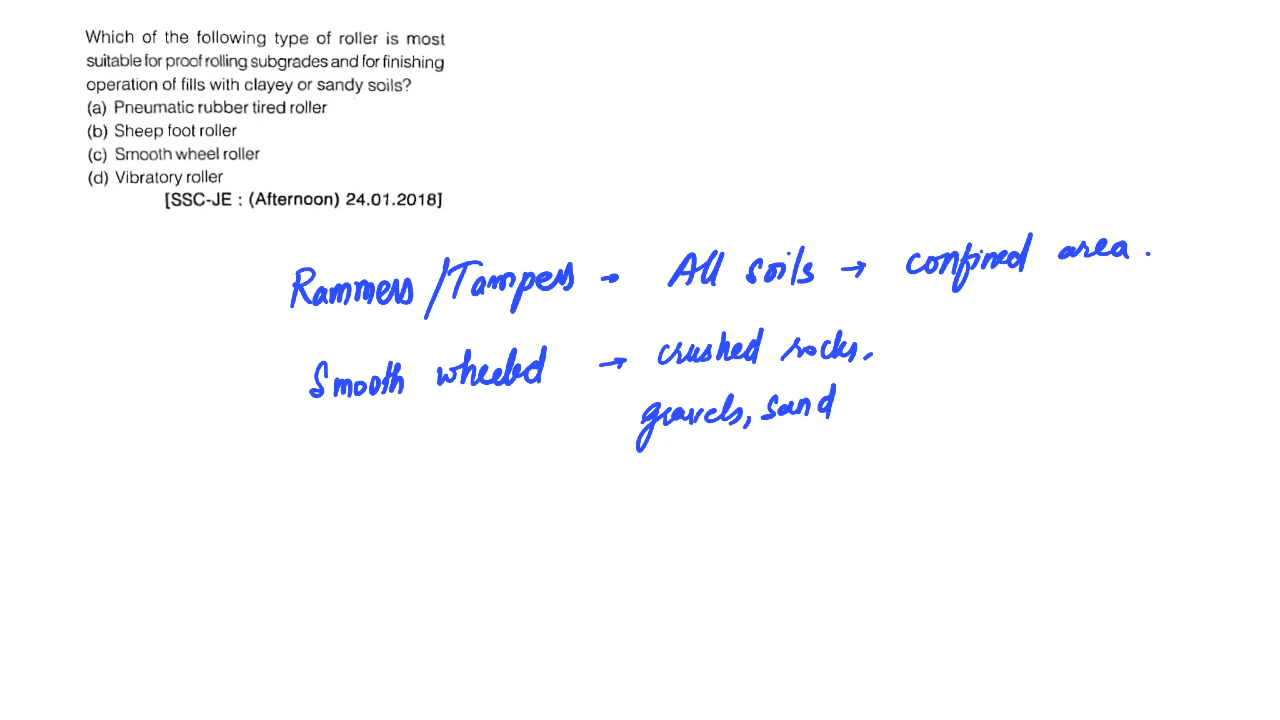 Which of the following type of roller is most
suitable for proof rolling subgrades and for finishing
operation of fills with clayey or sandy soils?
(a) Pneumatic rubber tired roller
(b) Sheep foot roller
(c) Smooth wheel roller
(d) Vibratory roller
[SSC-JE : (Afternoon) 24.01.2018]
Rammers/Tampers → All soils → confined area.
Smooth wheeled → crushed rocks,
gravels, sand